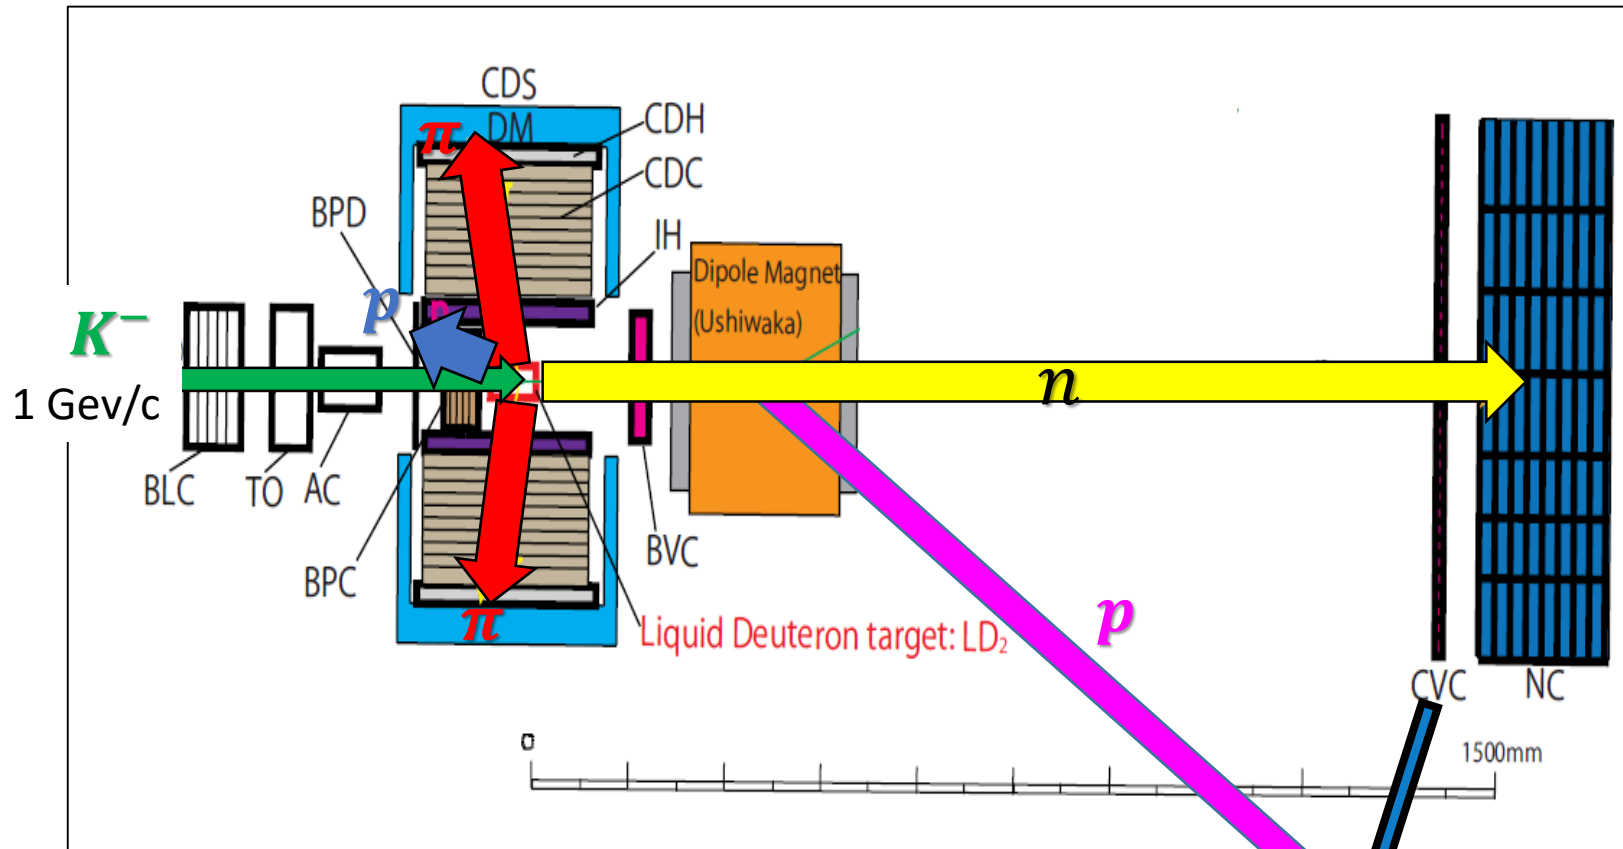 CDS
DM
π
CDH
CDC
BPD
IH
Dipole Magnet
(Ushiwaka)
p
p
K⁻
1 Gev/c
n
BLC
TO
AC
BPC
BVC
π
Liquid Deuteron target: LD₂
p
CVC
NC
0
1500mm